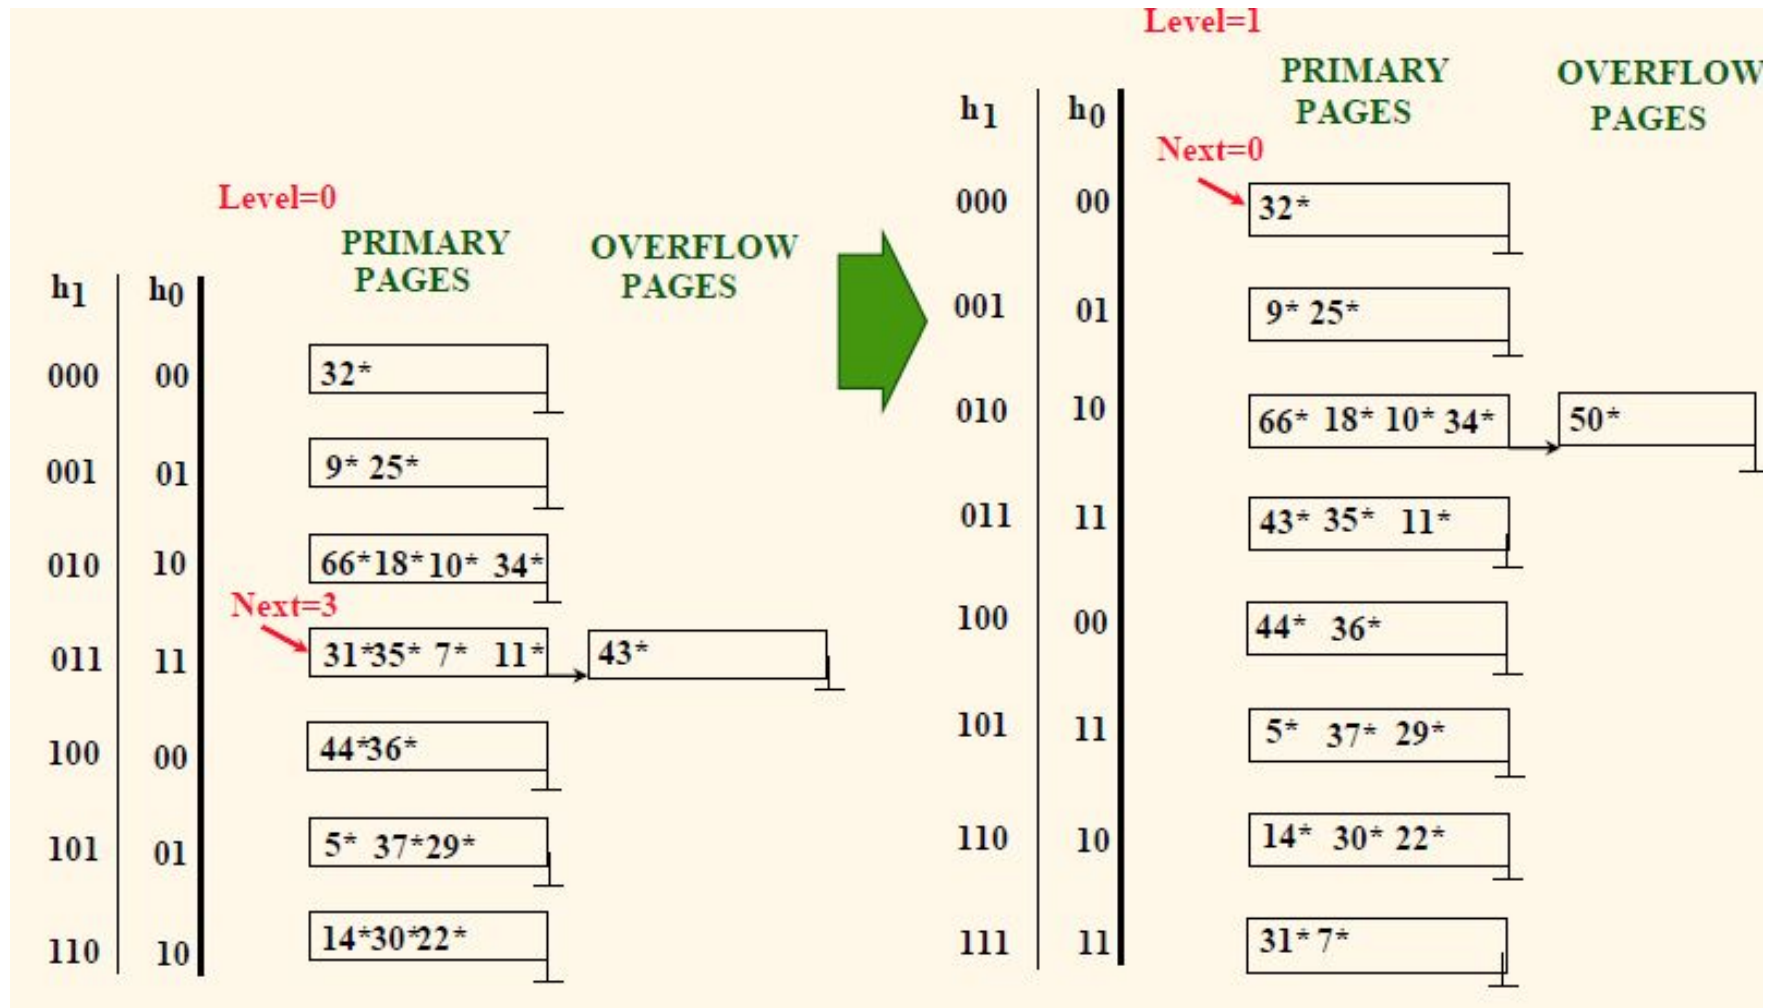 Level=0
PRIMARY PAGES
OVERFLOW PAGES
h1 h0
000 00 32*
001 01 9* 25*
010 10 66* 18* 10* 34*
Next=3
011 11 31* 35* 7* 11* 43*
100 00 44* 36*
101 01 5* 37* 29*
110 10 14* 30* 22*
Level=1
PRIMARY PAGES
OVERFLOW PAGES
h1 h0
Next=0
000 00 32*
001 01 9* 25*
010 10 66* 18* 10* 34* 50*
011 11 43* 35* 11*
100 00 44* 36*
101 11 5* 37* 29*
110 10 14* 30* 22*
111 11 31* 7*